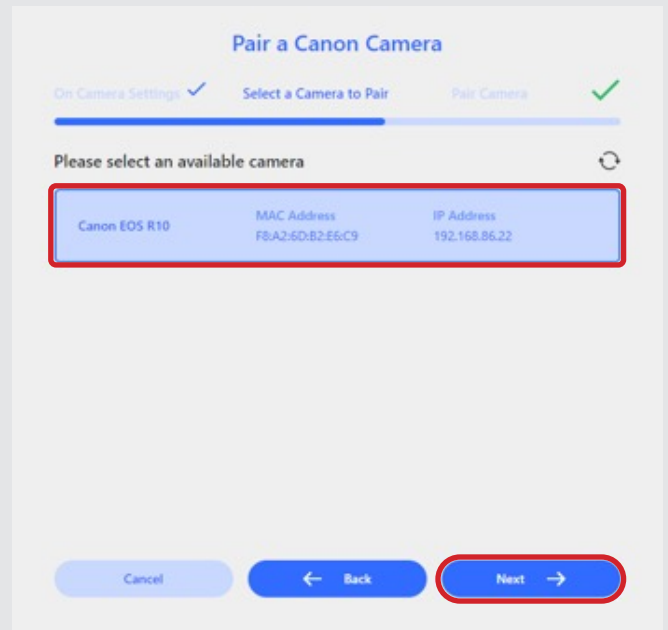 Pair a Canon Camera
On Camera Settings Select a Camera to Pair Pair Camera
Please select an available camera
Canon EOS R10
MAC Address
F8:A2:6D:B2:E6:C9
IP Address
192.168.86.22
Cancel
Back
Next